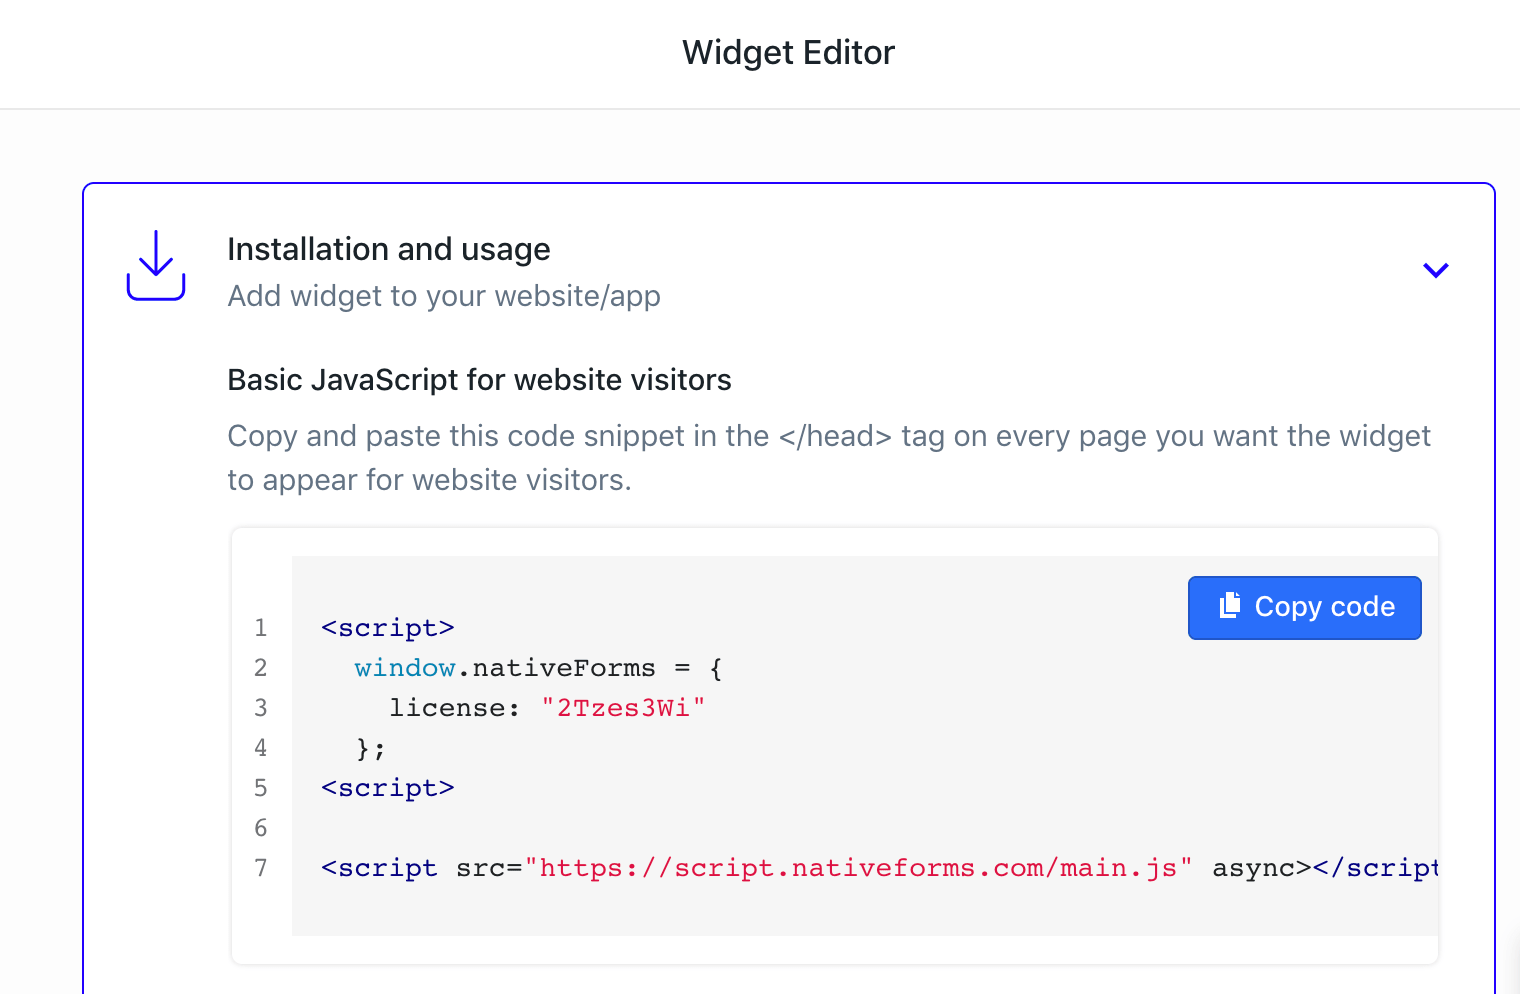 Widget Editor
Installation and usage
Add widget to your website/app
Basic JavaScript for website visitors
Copy and paste this code snippet in the </head> tag on every page you want the widget
to appear for website visitors.
Copy code
1 <script>
2 window.nativeForms = {
3 license: "2Tzes3Wi"
4 };
5 <script>
6
7 <script src="https://script.nativeforms.com/main.js" async></script